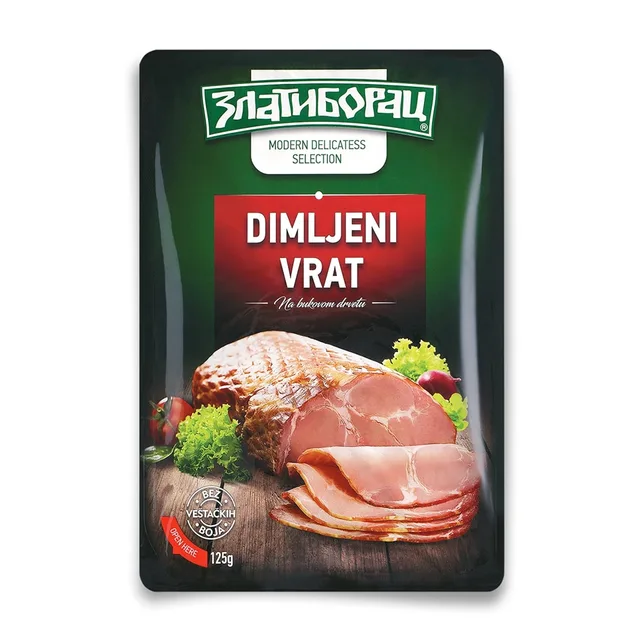 ЗЛАТИБОРАЦ®
MODERN DELICATESS
SELECTION
DIMLJENI
VRAT
Na bukovom drvetu
BEZ
VEŠTAČKIH
BOJA
OPEN HERE
125g